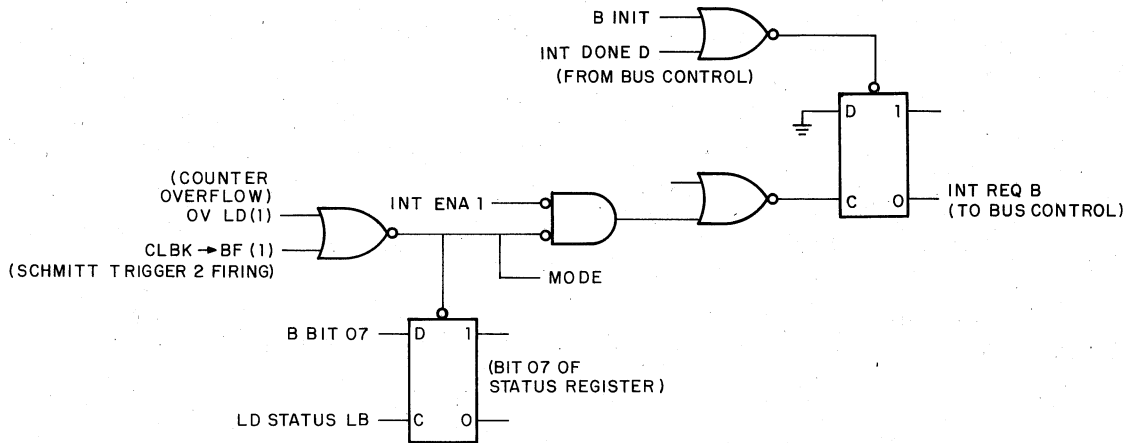 B INIT
INT DONE D
(FROM BUS CONTROL)
D 1
C 0
INT REQ B
(TO BUS CONTROL)
(COUNTER
OVERFLOW)
OV LD(1)
INT ENA 1
CLBK → BF (1)
(SCHMITT TRIGGER 2 FIRING)
MODE
B BIT 07
D 1
(BIT 07 OF
STATUS REGISTER)
LD STATUS LB
C 0